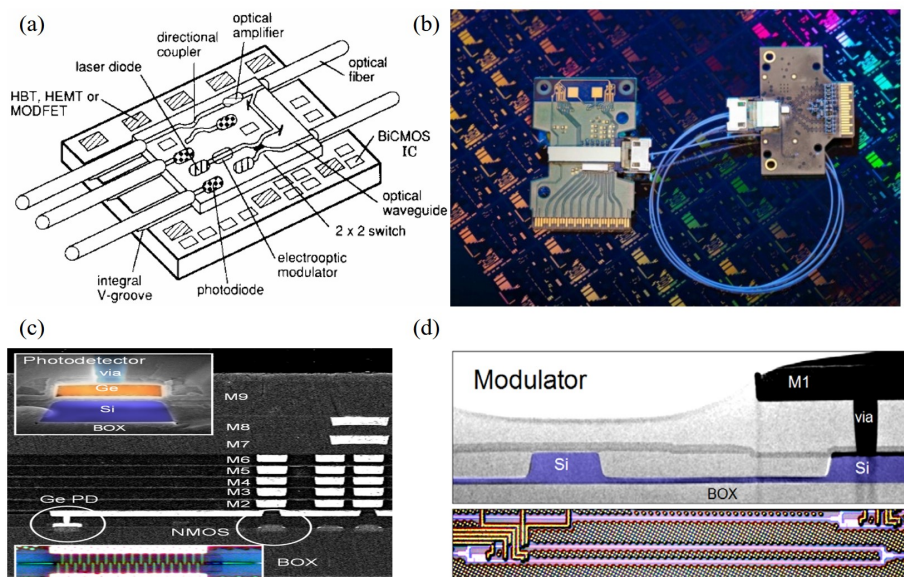 (a)
optical
amplifier
directional
coupler
optical
fiber
laser diode
HBT, HEMT or
MODFET
BiCMOS
IC
optical
waveguide
2 x 2 switch
electrooptic
modulator
integral
V-groove
photodiode
(b)
(c)
Photodetector
via
Ge
Si
BOX
M9
M8
M7
M6
M5
M4
M3
M2
Ge PD
NMOS
BOX
(d)
Modulator
M1
via
Si
Si
BOX